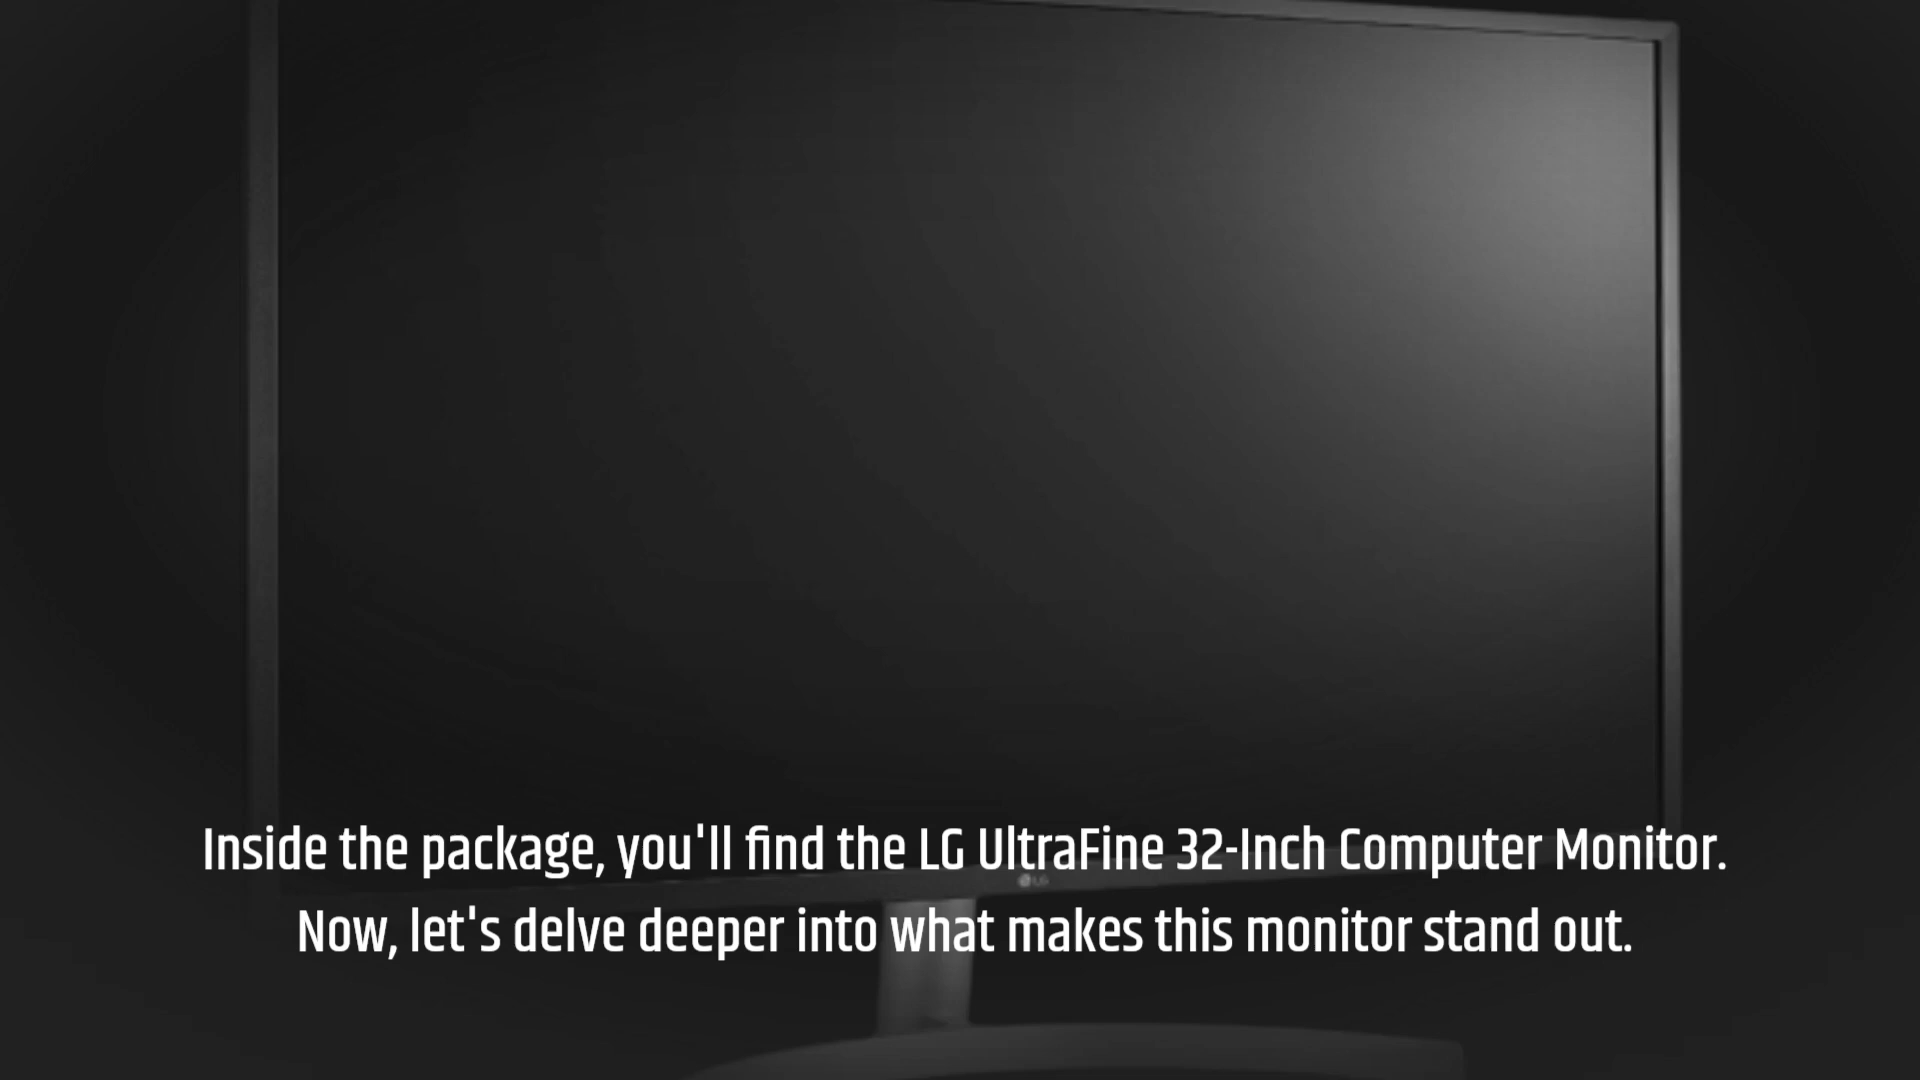 Inside the package, you'll find the LG UltraFine 32-Inch Computer Monitor.
Now, let's delve deeper into what makes this monitor stand out.
LG